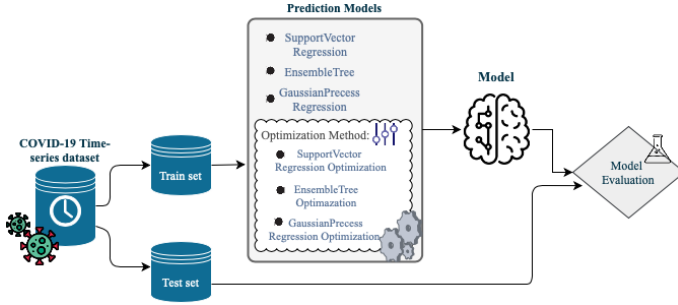 Prediction Models
SupportVector
Regression
EnsembleTree
GaussianPrecess
Regression
Optimization Method:
SupportVector
Regression Optimization
EnsembleTree
Optimazation
GaussianPrecess
Regression Optimization
COVID-19 Time-
series dataset
Train set
Test set
Model
Model
Evaluation